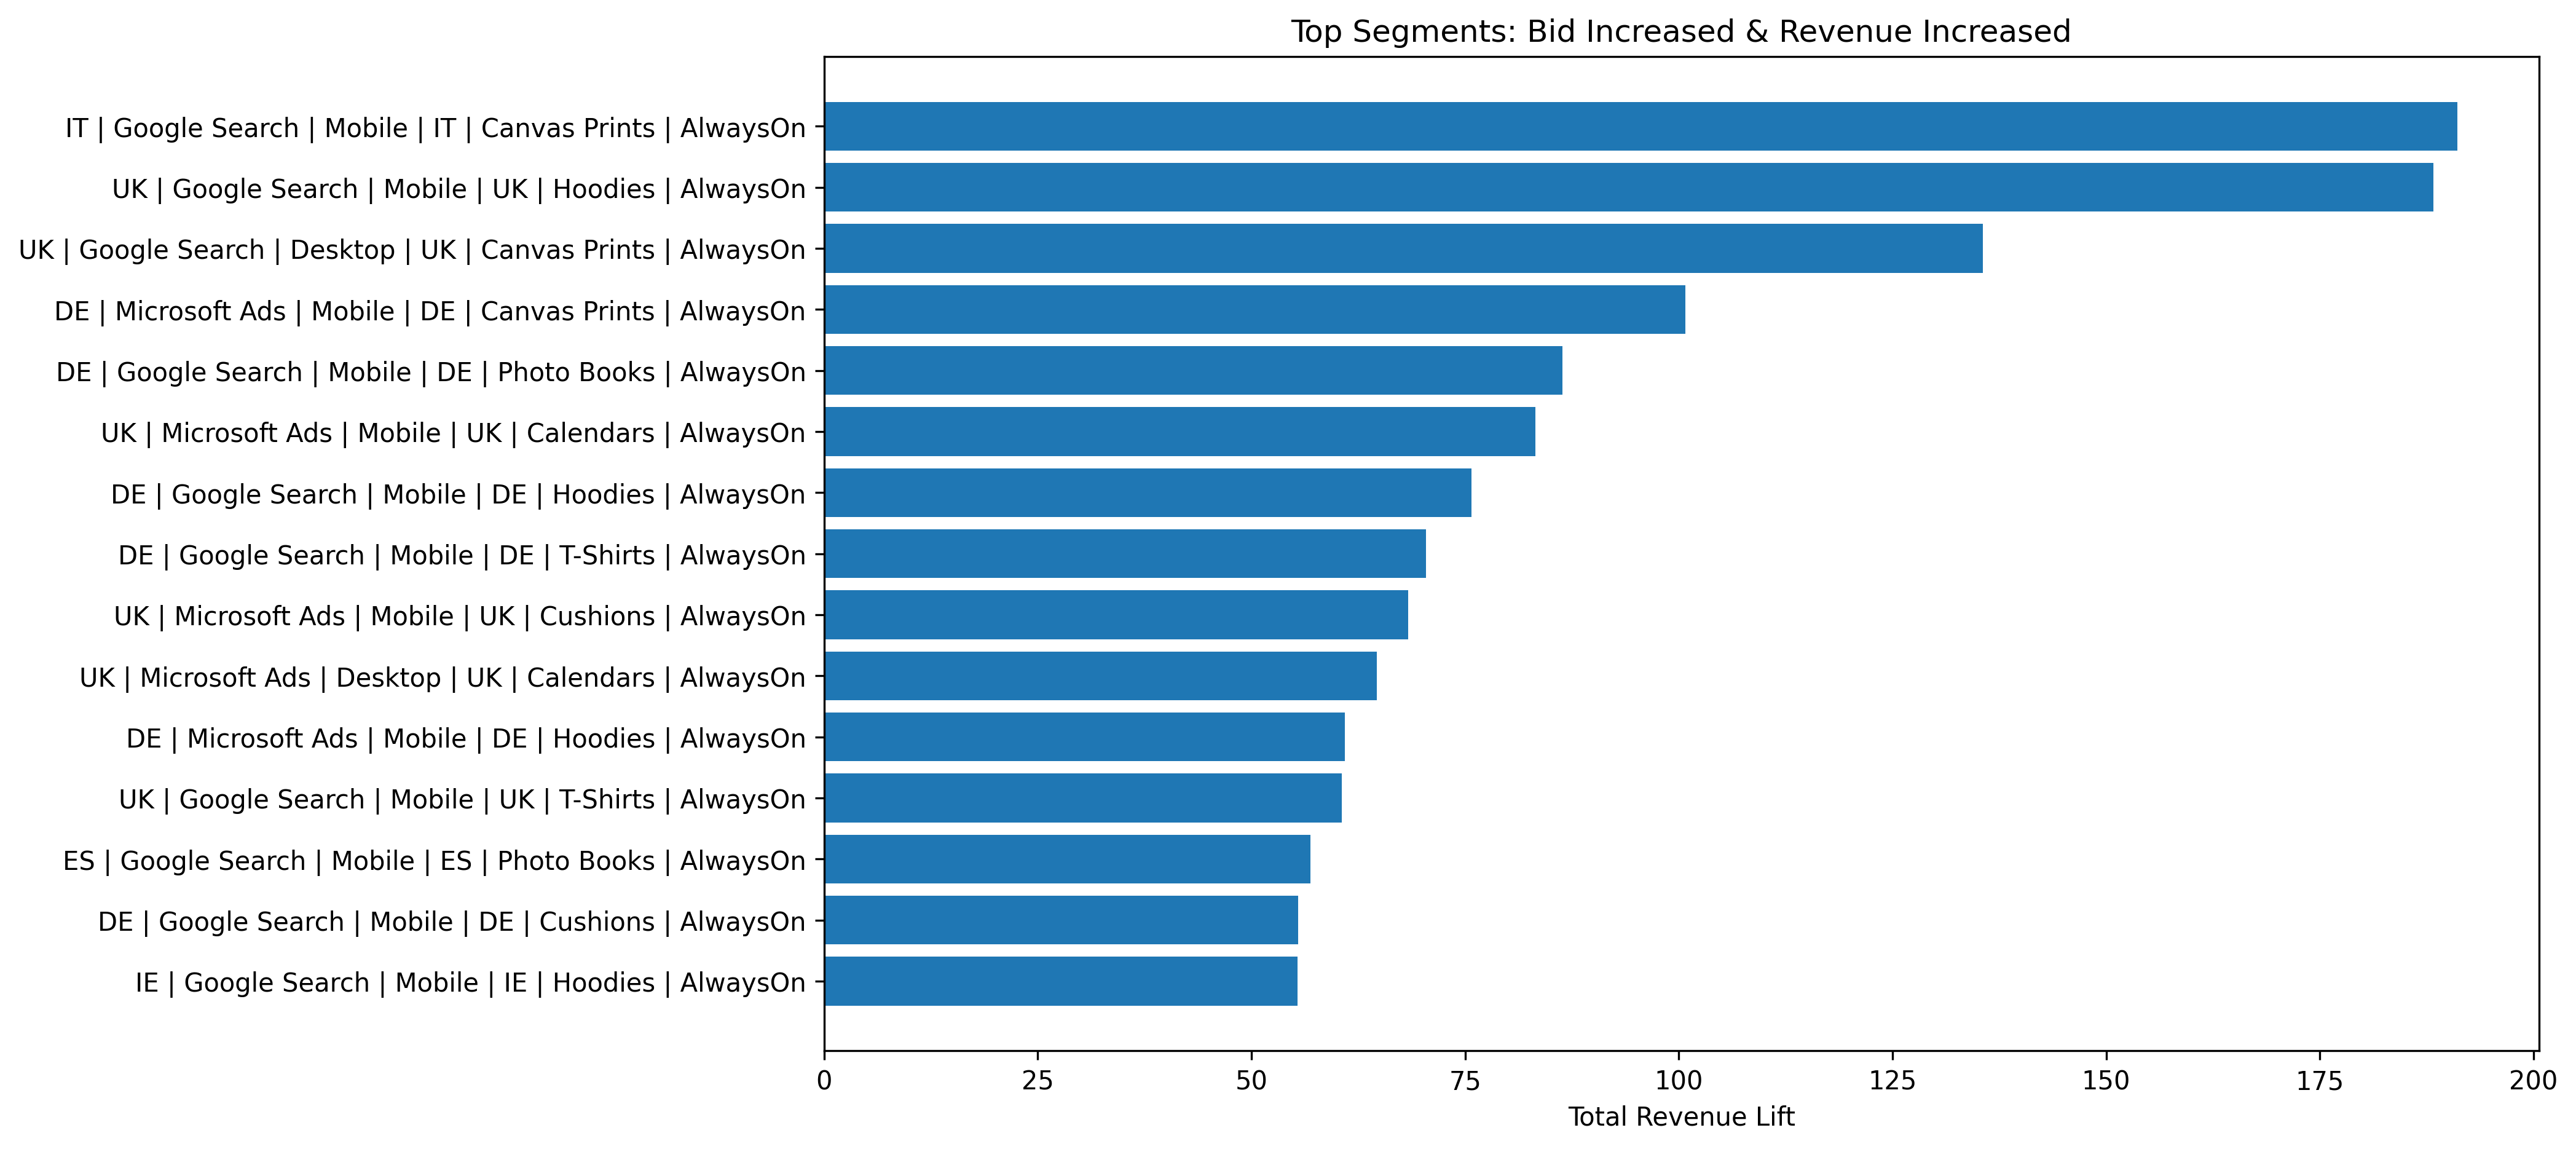 Top Segments: Bid Increased & Revenue Increased
IT | Google Search | Mobile | IT | Canvas Prints | AlwaysOn
UK | Google Search | Mobile | UK | Hoodies | AlwaysOn
UK | Google Search | Desktop | UK | Canvas Prints | AlwaysOn
DE | Microsoft Ads | Mobile | DE | Canvas Prints | AlwaysOn
DE | Google Search | Mobile | DE | Photo Books | AlwaysOn
UK | Microsoft Ads | Mobile | UK | Calendars | AlwaysOn
DE | Google Search | Mobile | DE | Hoodies | AlwaysOn
DE | Google Search | Mobile | DE | T-Shirts | AlwaysOn
UK | Microsoft Ads | Mobile | UK | Cushions | AlwaysOn
UK | Microsoft Ads | Desktop | UK | Calendars | AlwaysOn
DE | Microsoft Ads | Mobile | DE | Hoodies | AlwaysOn
UK | Google Search | Mobile | UK | T-Shirts | AlwaysOn
ES | Google Search | Mobile | ES | Photo Books | AlwaysOn
DE | Google Search | Mobile | DE | Cushions | AlwaysOn
IE | Google Search | Mobile | IE | Hoodies | AlwaysOn
0 25 50 75 100 125 150 175 200
Total Revenue Lift